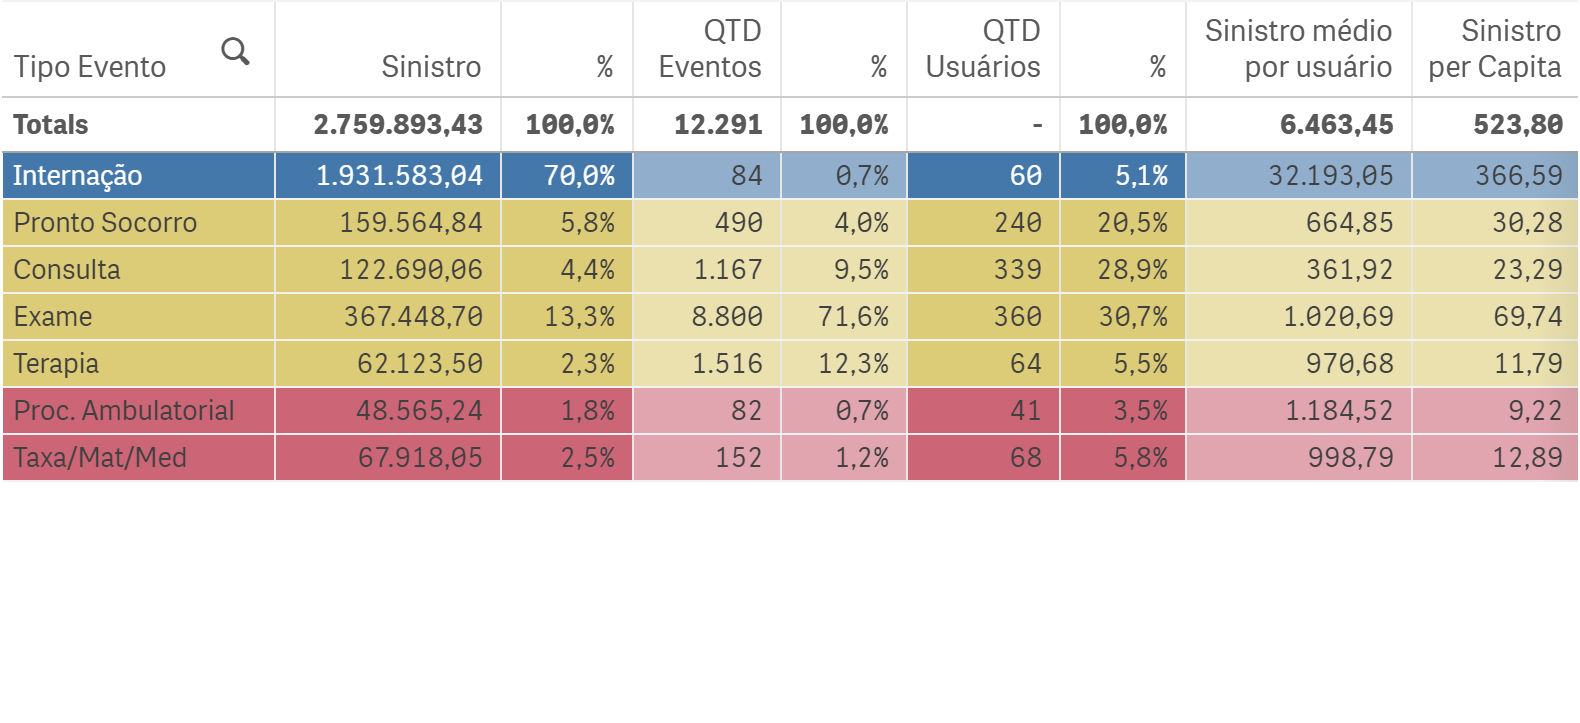 Tipo Evento Sinistro % QTD Eventos % QTD Usuários % Sinistro médio por usuário Sinistro per Capita
Totals 2.759.893,43 100,0% 12.291 100,0% - 100,0% 6.463,45 523,80
Internação 1.931.583,04 70,0% 84 0,7% 60 5,1% 32.193,05 366,59
Pronto Socorro 159.564,84 5,8% 490 4,0% 240 20,5% 664,85 30,28
Consulta 122.690,06 4,4% 1.167 9,5% 339 28,9% 361,92 23,29
Exame 367.448,70 13,3% 8.800 71,6% 360 30,7% 1.020,69 69,74
Terapia 62.123,50 2,3% 1.516 12,3% 64 5,5% 970,68 11,79
Proc. Ambulatorial 48.565,24 1,8% 82 0,7% 41 3,5% 1.184,52 9,22
Taxa/Mat/Med 67.918,05 2,5% 152 1,2% 68 5,8% 998,79 12,89